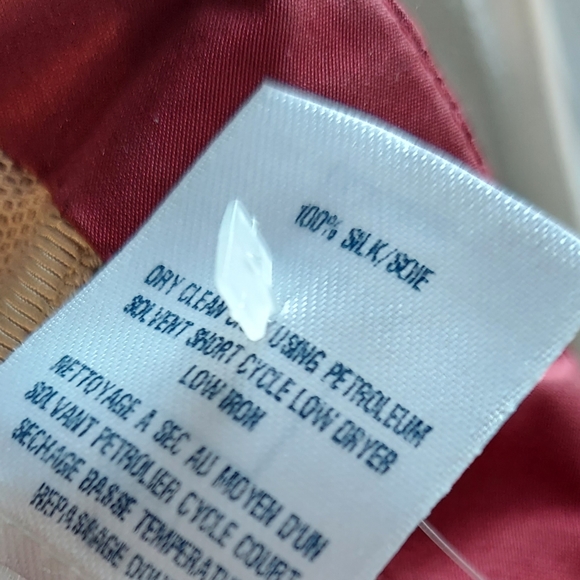 100% SILK/SOIE
DRY CLEAN USING PETROLEUM
SOLVENT SHORT CYCLE LOW DRYER
LOW IRON
NETTOYAGE A SEC AU MOYEN D'UN
SOLVANT PETROLIER CYCLE COURT
SECHAGE BASSE
REPASSAGE